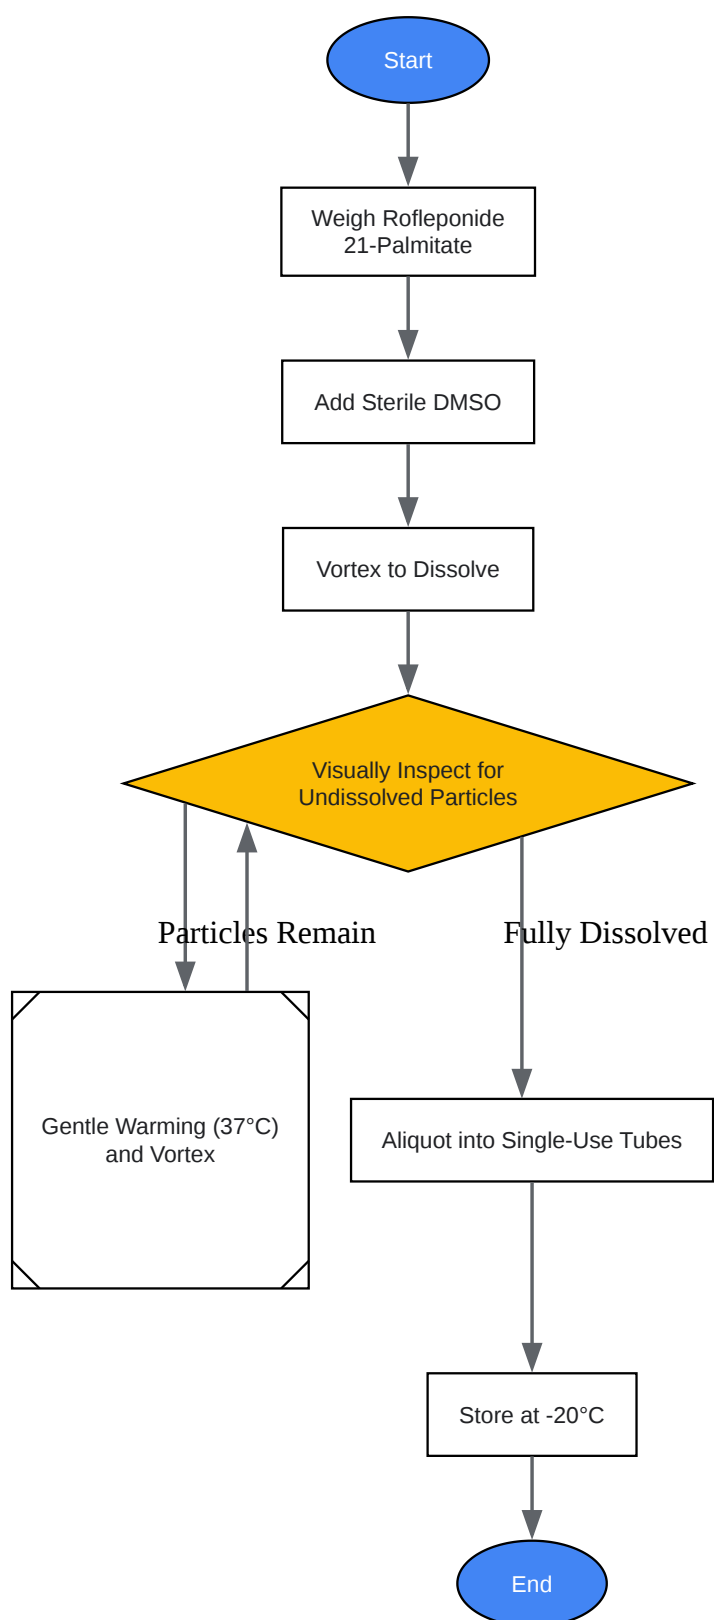 Start
Weigh Rofleponide
21-Palmitate
Add Sterile DMSO
Vortex to Dissolve
Visually Inspect for
Undissolved Particles
Particles Remain
Fully Dissolved
Gentle Warming (37°C)
and Vortex
Aliquot into Single-Use Tubes
Store at -20°C
End